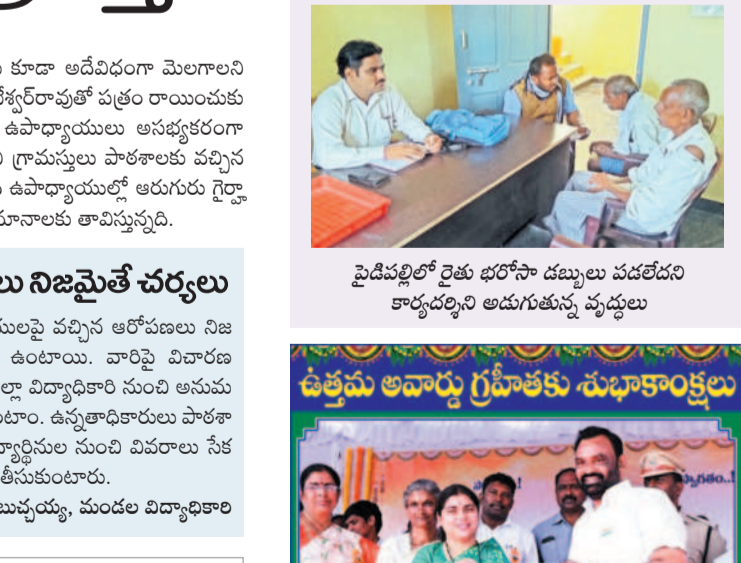 కూడా అదేవిధంగా మెలగాలని
శ్వర్‌రావుతో పత్రం రాయించుకు
ఉపాధ్యాయులు అసభ్యకరంగా
గ్రామస్తులు పాఠశాలకు వచ్చిన
ఉపాధ్యాయుల్లో ఆరుగురు గైర్హా
మానాలకు తావిస్తున్నది.
లు నిజమైతే చర్యలు
యులపై వచ్చిన ఆరోపణలు నిజ
ఉంటాయి. వారిపై విచారణ
ల్లా విద్యాధికారి నుంచి అనుమ
టాం. ఉన్నతాధికారులు పాఠశా
ద్యార్థినుల నుంచి వివరాలు సేక
తీసుకుంటారు.
బుచ్చయ్య, మండల విద్యాధికారి
పైడిపల్లిలో రైతు భరోసా డబ్బులు పడలేదని
కార్యదర్శిని అడుగుతున్న వృద్ధులు
ఉత్తమ అవార్డు గ్రహీతకు శుభాకాంక్షలు